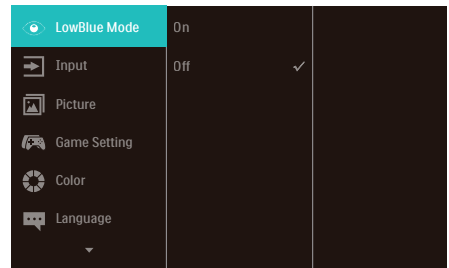 LowBlue Mode
On
Input
Off
Picture
Game Setting
Color
Language